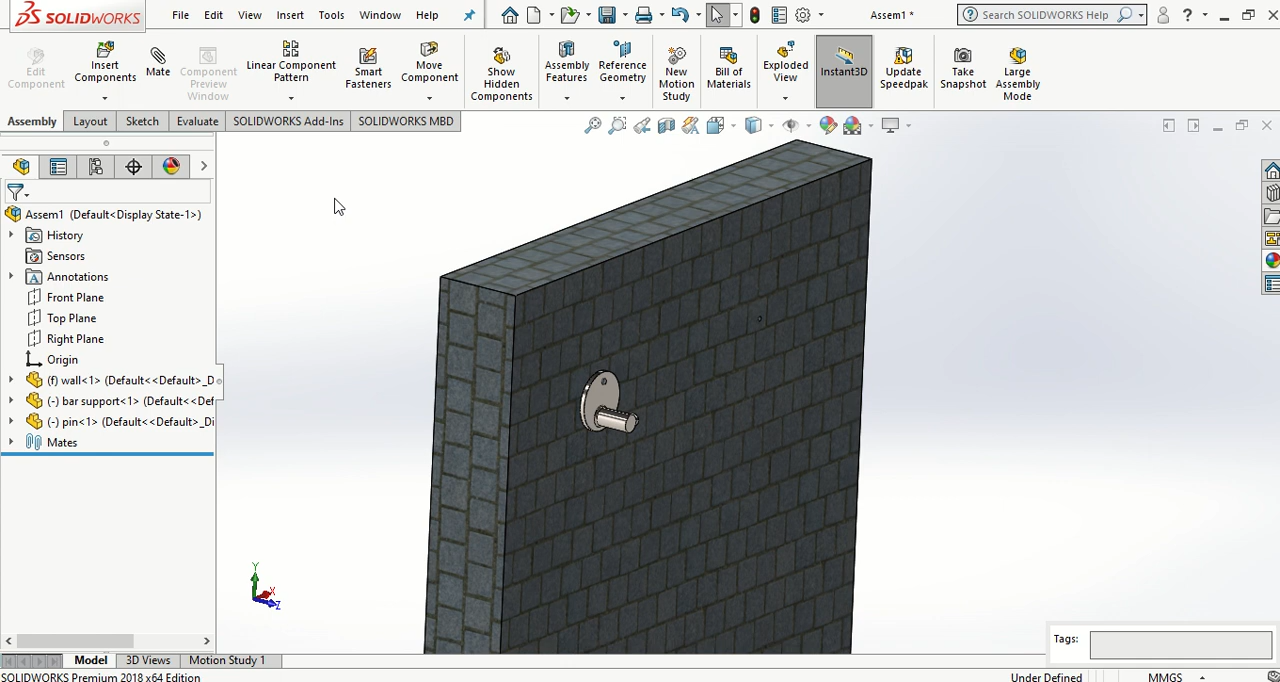 SOLIDWORKS File Edit View Insert Tools Window Help Assem1 * Search SOLIDWORKS Help ?
Edit Component
Insert Components
Mate
Component Preview Window
Linear Component Pattern
Smart Fasteners
Move Component
Show Hidden Components
Assembly Features
Reference Geometry
New Motion Study
Bill of Materials
Exploded View
Instant3D
Update Speedpak
Take Snapshot
Large Assembly Mode
Assembly Layout Sketch Evaluate SOLIDWORKS Add-Ins SOLIDWORKS MBD
Assem1 (Default<Display State-1>)
History
Sensors
Annotations
Front Plane
Top Plane
Right Plane
Origin
(f) wall<1> (Default<<Default>_D
(-) bar support<1> (Default<<Def
(-) pin<1> (Default<<Default>_Di
Mates
Y
X
Z
Tags:
Model 3D Views Motion Study 1
SOLIDWORKS Premium 2018 x64 Edition Under Defined MMGS